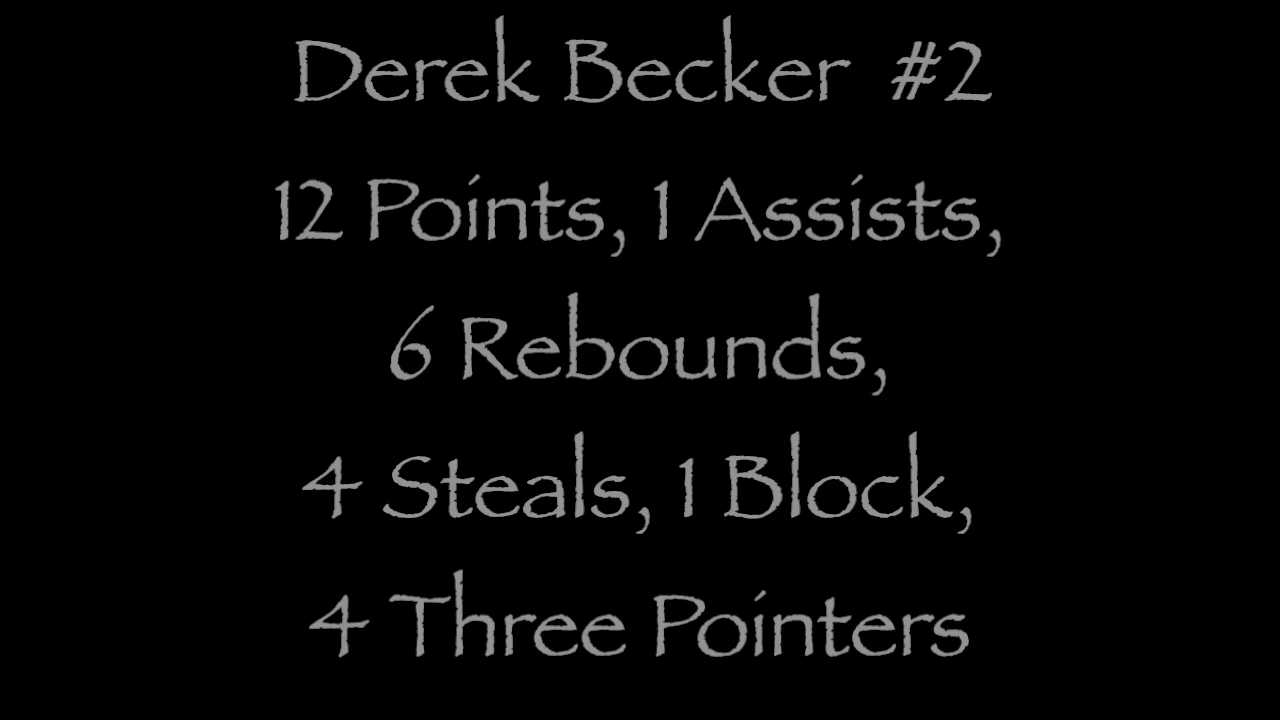 Derek Becker #2
12 Points, 1 Assists,
6 Rebounds,
4 Steals, 1 Block,
4 Three Pointers